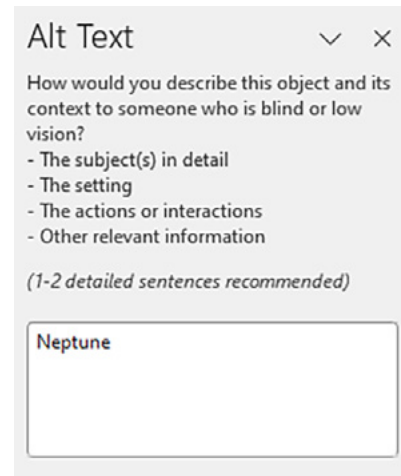 Alt Text
How would you describe this object and its
context to someone who is blind or low
vision?
- The subject(s) in detail
- The setting
- The actions or interactions
- Other relevant information
(1-2 detailed sentences recommended)
Neptune